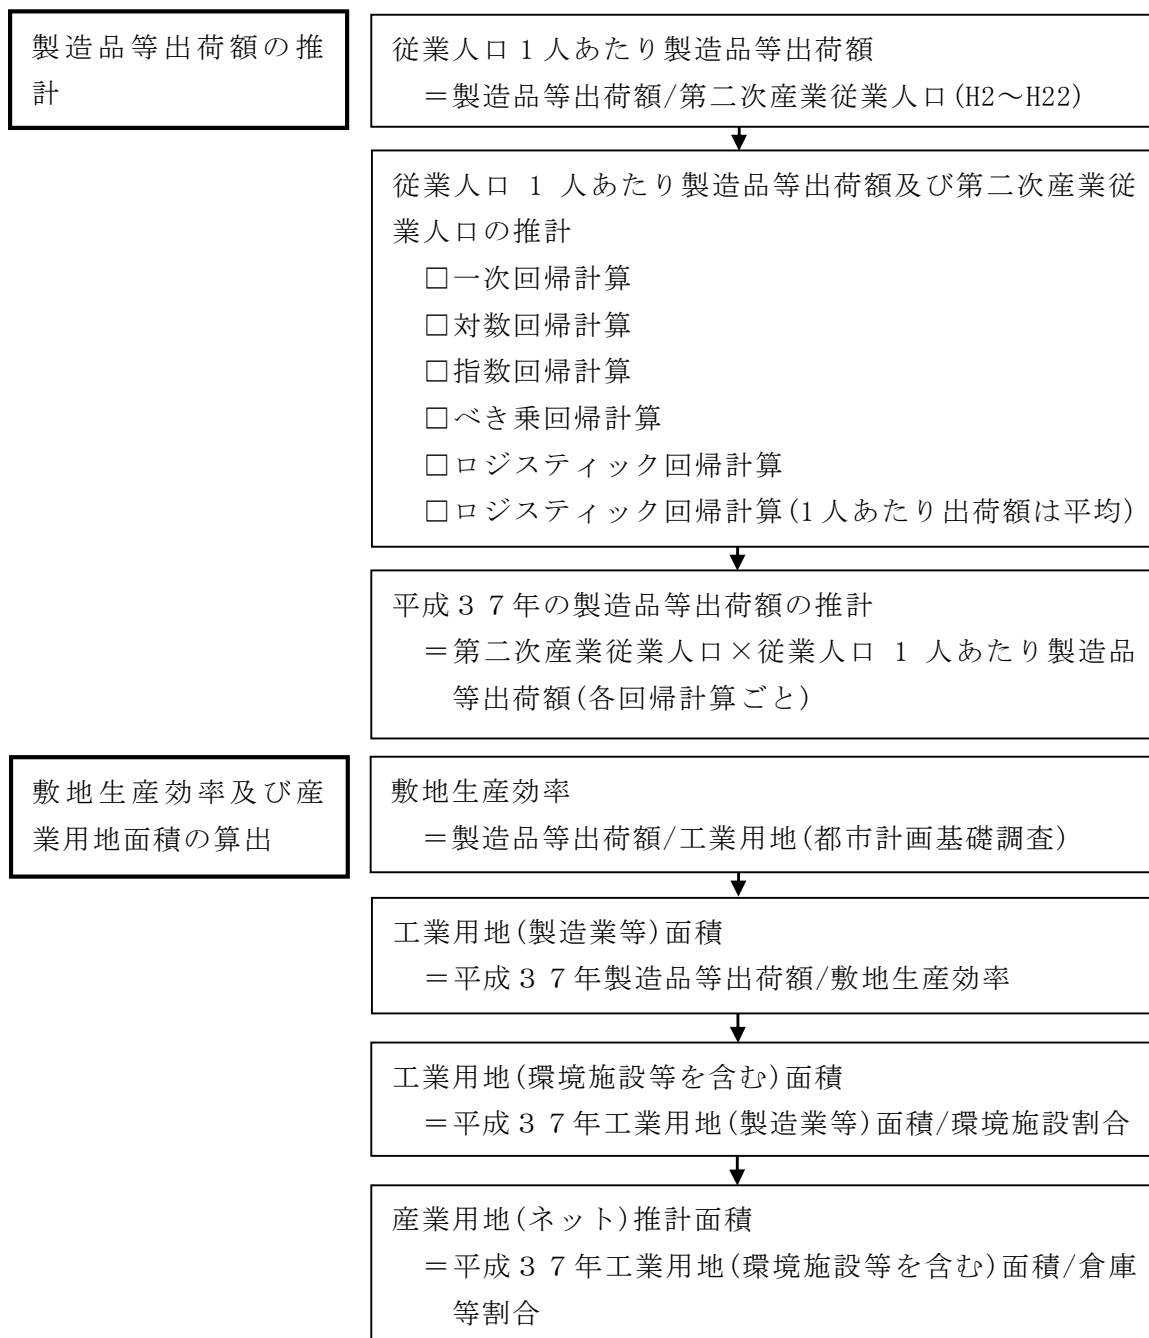 製造品等出荷額の推
計
従業人口１人あたり製造品等出荷額
＝製造品等出荷額/第二次産業従業人口(H2～H22)
従業人口 1 人あたり製造品等出荷額及び第二次産業従
業人口の推計
□一次回帰計算
□対数回帰計算
□指数回帰計算
□べき乗回帰計算
□ロジスティック回帰計算
□ロジスティック回帰計算(1人あたり出荷額は平均)
平成３７年の製造品等出荷額の推計
＝第二次産業従業人口×従業人口 1 人あたり製造品
等出荷額(各回帰計算ごと)
敷地生産効率及び産
業用地面積の算出
敷地生産効率
＝製造品等出荷額/工業用地(都市計画基礎調査)
工業用地(製造業等)面積
＝平成３７年製造品等出荷額/敷地生産効率
工業用地(環境施設等を含む)面積
＝平成３７年工業用地(製造業等)面積/環境施設割合
産業用地(ネット)推計面積
＝平成３７年工業用地(環境施設等を含む)面積/倉庫
等割合